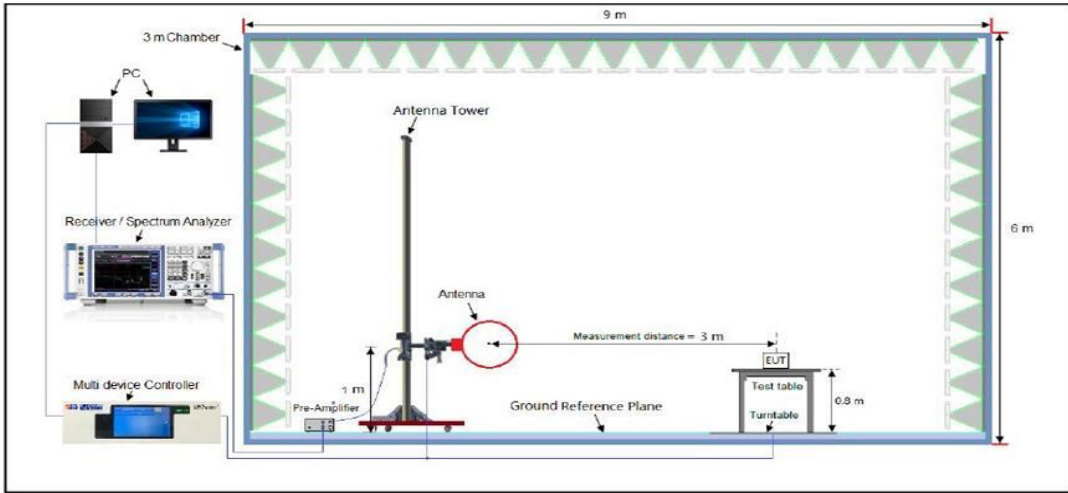 9 m
3 m Chamber
PC
Antenna Tower
Receiver / Spectrum Analyzer
6 m
Antenna
Measurement distance = 3 m
EUT
Multi device Controller
1 m
Test table
0.8 m
Pre-Amplifier
Ground Reference Plane
Turntable